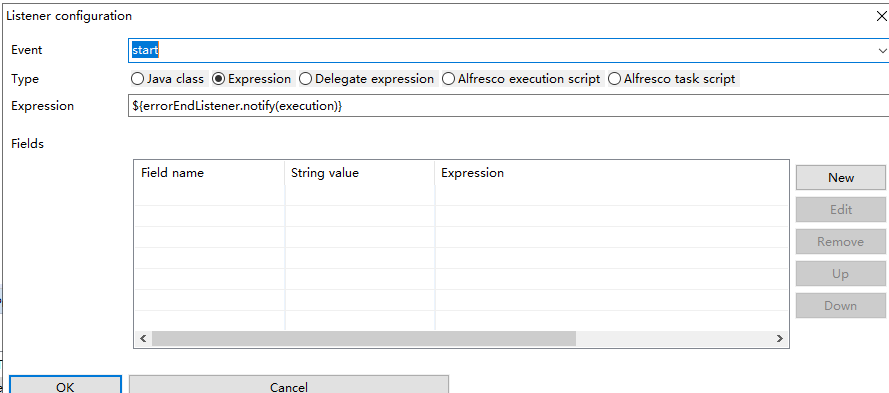 Listener configuration
Event start
Type Java class Expression Delegate expression Alfresco execution script Alfresco task script
Expression ${errorEndListener.notify(execution)}
Fields
Field name String value Expression
New
Edit
Remove
Up
Down
OK Cancel